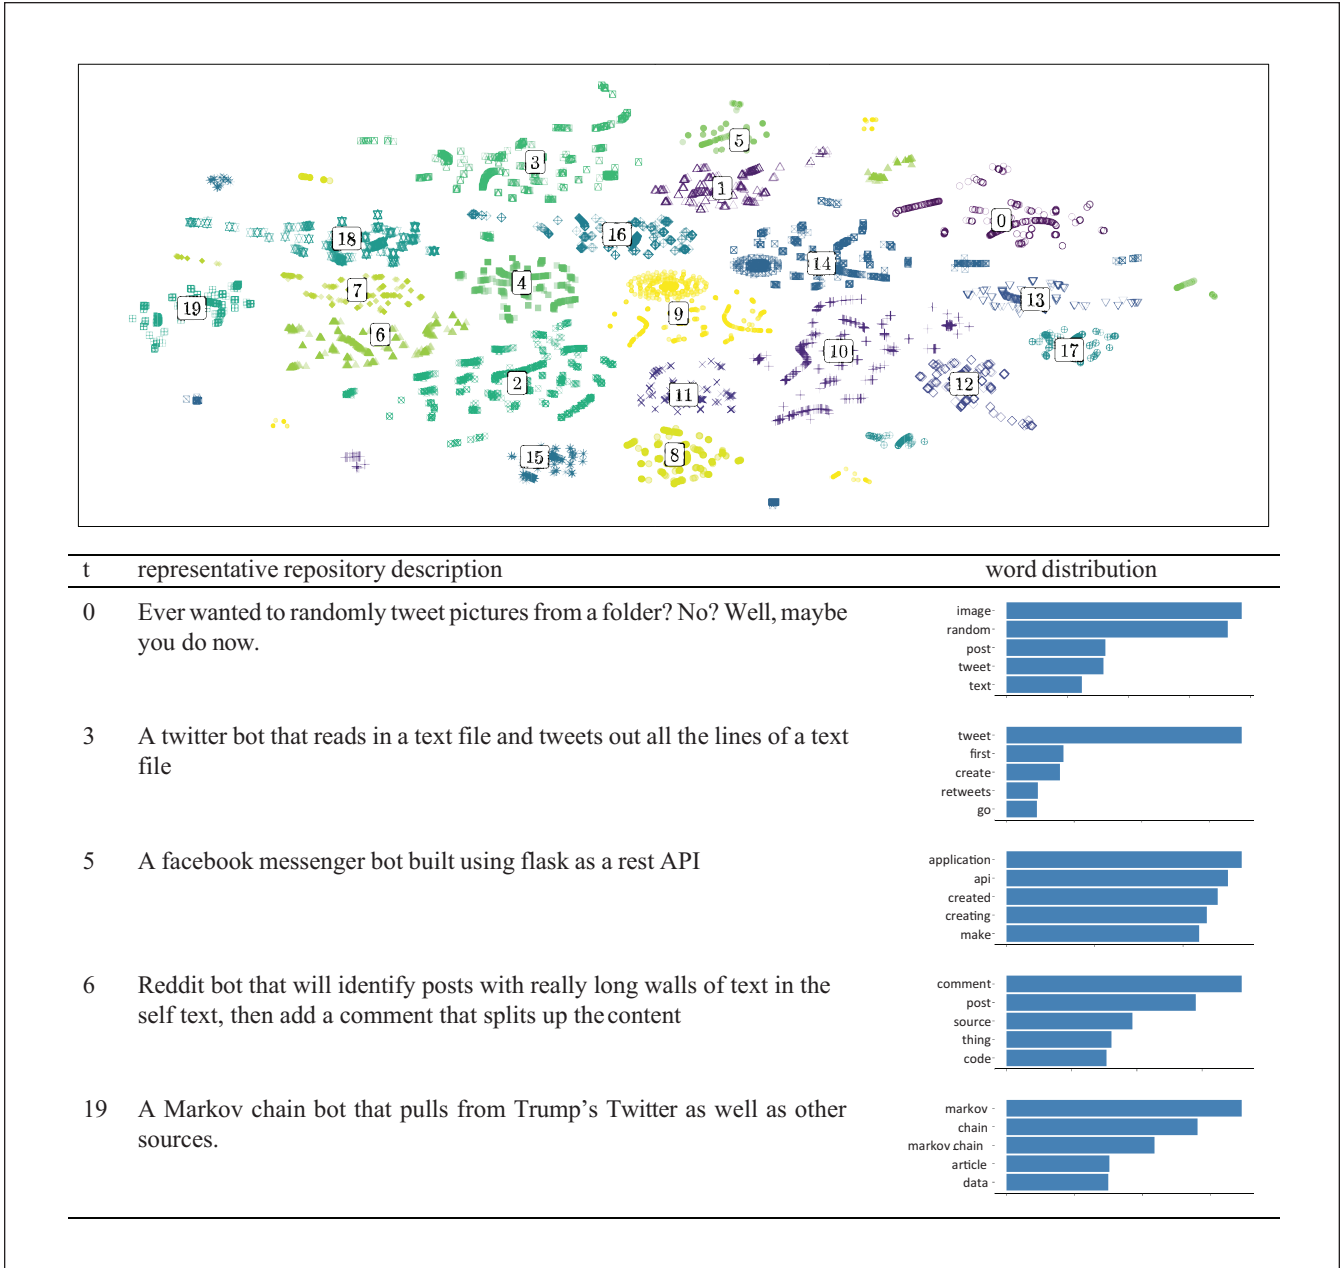 5
3
1
0
18
16
14
4
7
13
19
9
6
10
17
2
12
11
15
8
t representative repository description word distribution
0 Ever wanted to randomly tweet pictures from a folder? No? Well, maybe
you do now.
image
random
post
tweet
text
3 A twitter bot that reads in a text file and tweets out all the lines of a text
file
tweet
first
create
retweets
go
5 A facebook messenger bot built using flask as a rest API
application
api
created
creating
make
6 Reddit bot that will identify posts with really long walls of text in the
self text, then add a comment that splits up thecontent
comment
post
source
thing
code
19 A Markov chain bot that pulls from Trump's Twitter as well as other
sources.
markov
chain
markov chain
article
data